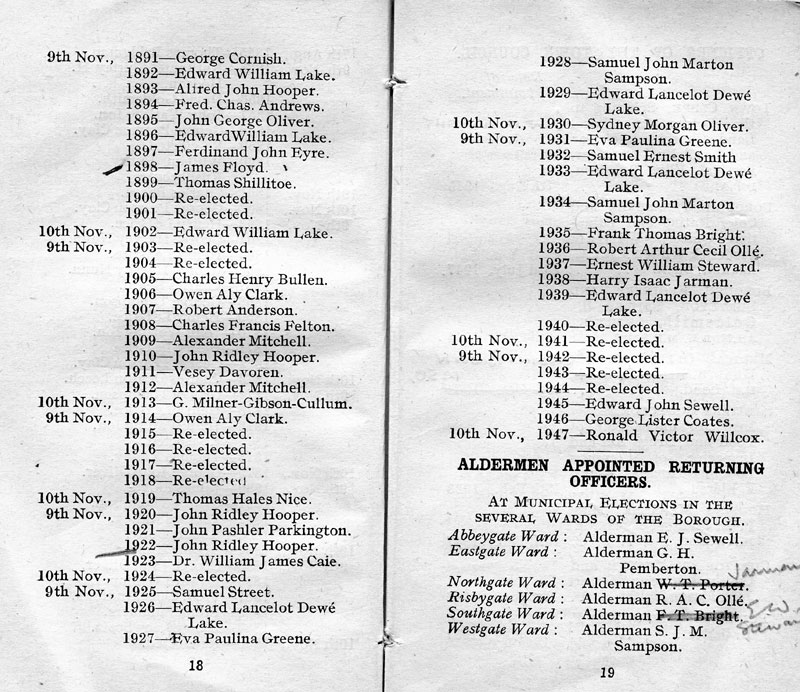 9th Nov., 1891—George Cornish.
1892—Edward William Lake.
1893—Alfred John Hooper.
1894—Fred. Chas. Andrews.
1895—John George Oliver.
1896—EdwardWilliam Lake.
1897—Ferdinand John Eyre.
1898—James Floyd.
1899—Thomas Shillitoe.
1900—Re-elected.
1901—Re-elected.
10th Nov., 1902—Edward William Lake.
9th Nov., 1903—Re-elected.
1904—Re-elected.
1905—Charles Henry Bullen.
1906—Owen Aly Clark.
1907—Robert Anderson.
1908—Charles Francis Felton.
1909—Alexander Mitchell.
1910—John Ridley Hooper.
1911—Vesey Davoren.
1912—Alexander Mitchell.
10th Nov., 1913—G. Milner-Gibson-Cullum.
9th Nov., 1914—Owen Aly Clark.
1915—Re-elected.
1916—Re-elected.
1917—Re-elected.
1918—Re-elected
10th Nov., 1919—Thomas Hales Nice.
9th Nov., 1920—John Ridley Hooper.
1921—John Pashler Parkington.
1922—John Ridley Hooper.
1923—Dr. William James Caie.
10th Nov., 1924—Re-elected.
9th Nov., 1925—Samuel Street.
1926—Edward Lancelot Dewé
Lake.
1927—Eva Paulina Greene.
18
1928—Samuel John Marton
Sampson.
1929—Edward Lancelot Dewé
Lake.
10th Nov., 1930—Sydney Morgan Oliver.
9th Nov., 1931—Eva Paulina Greene.
1932—Samuel Ernest Smith
1933—Edward Lancelot Dewé
Lake.
1934—Samuel John Marton
Sampson.
1935—Frank Thomas Bright.
1936—Robert Arthur Cecil Ollé.
1937—Ernest William Steward.
1938—Harry Isaac Jarman.
1939—Edward Lancelot Dewé
Lake.
1940—Re-elected.
10th Nov., 1941—Re-elected.
9th Nov., 1942—Re-elected.
1943—Re-elected.
1944—Re-elected.
1945—Edward John Sewell.
1946—George Lister Coates.
10th Nov., 1947—Ronald Victor Willcox.
ALDERMEN APPOINTED RETURNING
OFFICERS.
AT MUNICIPAL ELECTIONS IN THE
SEVERAL WARDS OF THE BOROUGH.
Abbeygate Ward : Alderman E. J. Sewell.
Eastgate Ward : Alderman G. H.
Pemberton.
Jarman
Northgate Ward : Alderman W. T. Porter.
Risbygate Ward : Alderman R. A. C. Ollé.
Southgate Ward : Alderman F. T. Bright. E W
Steward
Westgate Ward : Alderman S. J. M.
Sampson.
19